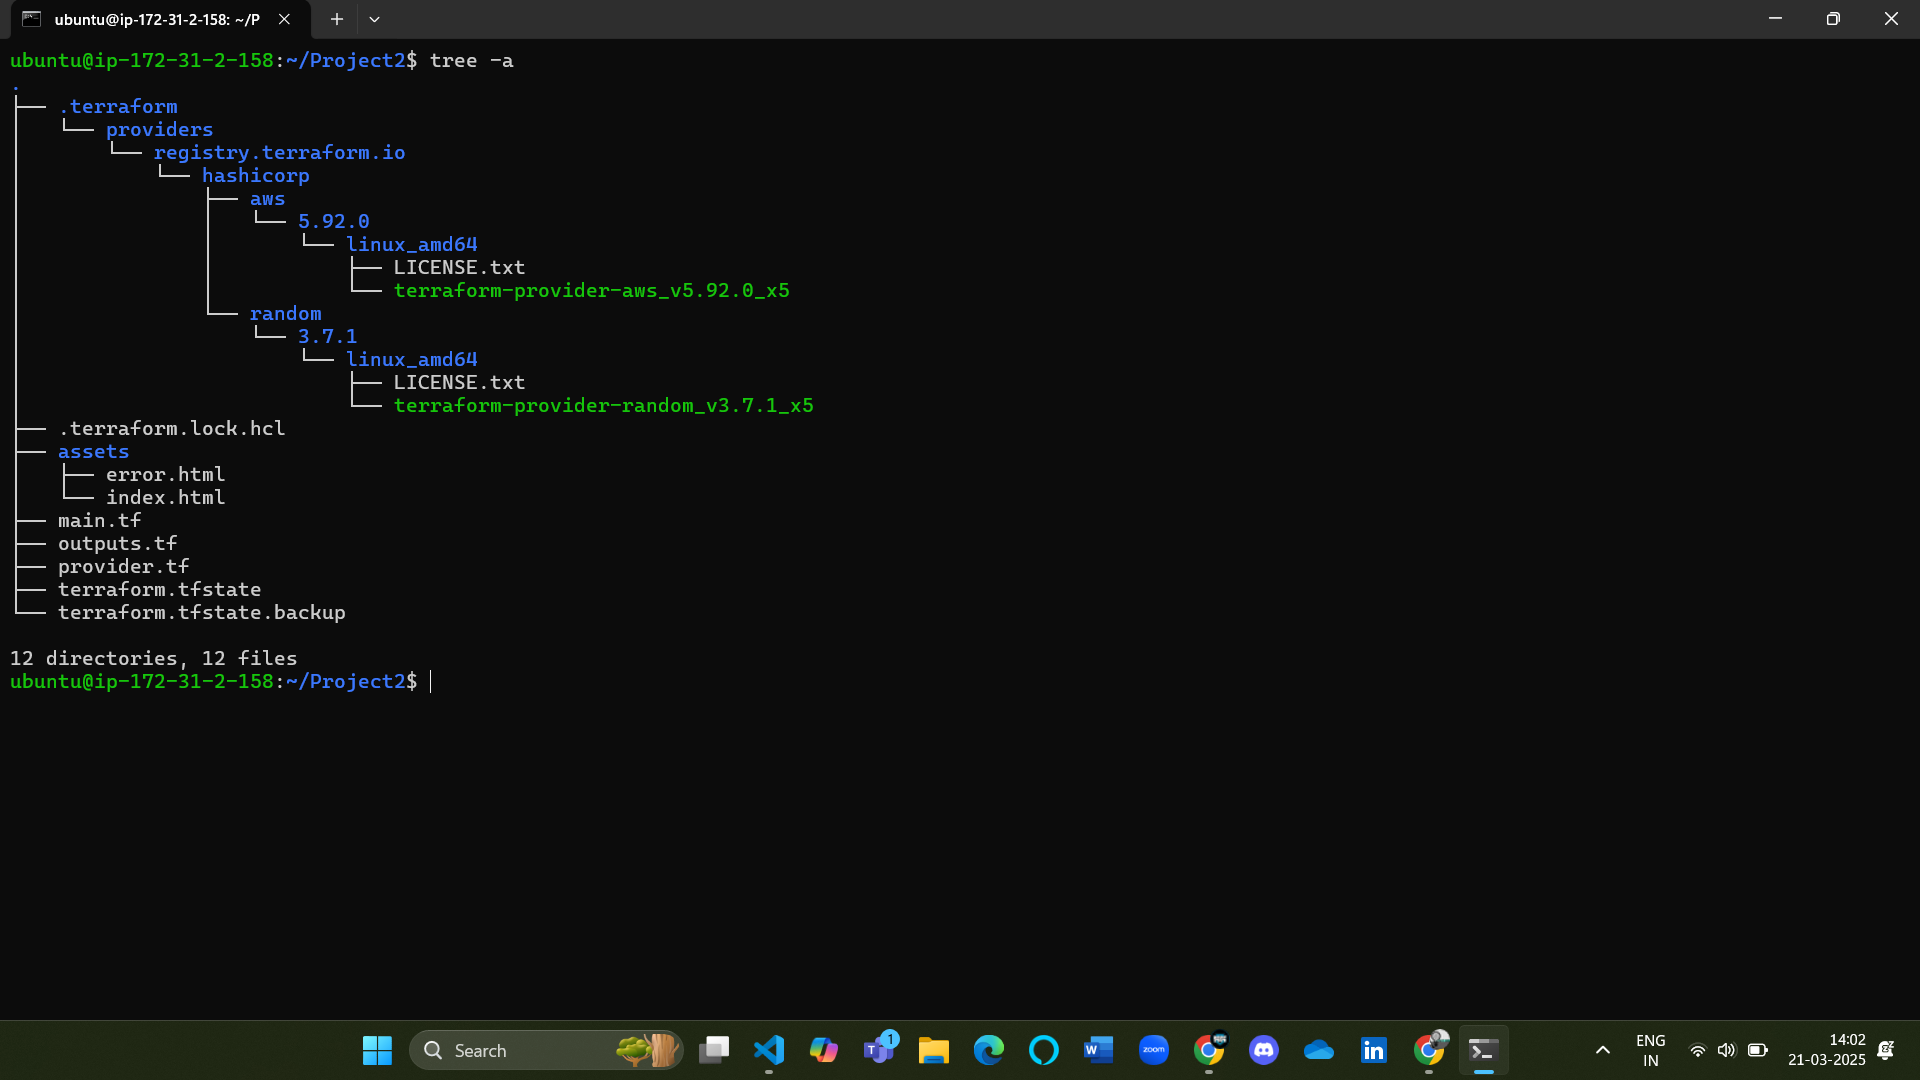 ubuntu@ip-172-31-2-158: ~/P
ubuntu@ip-172-31-2-158:~/Project2$ tree -a
.
├── .terraform
│   └── providers
│       └── registry.terraform.io
│           └── hashicorp
│               ├── aws
│               │   └── 5.92.0
│               │       └── linux_amd64
│               │           ├── LICENSE.txt
│               │           └── terraform-provider-aws_v5.92.0_x5
│               └── random
│                   └── 3.7.1
│                       └── linux_amd64
│                           ├── LICENSE.txt
│                           └── terraform-provider-random_v3.7.1_x5
├── .terraform.lock.hcl
├── assets
│   ├── error.html
│   └── index.html
├── main.tf
├── outputs.tf
├── provider.tf
├── terraform.tfstate
└── terraform.tfstate.backup

12 directories, 12 files
ubuntu@ip-172-31-2-158:~/Project2$
Search
T
1
W
zoom
in
ENG
IN
14:02
21-03-2025